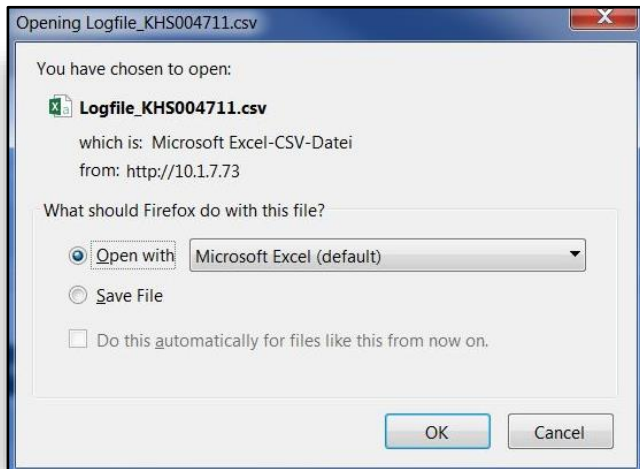 Opening Logfile_KHS004711.csv
You have chosen to open:
Logfile_KHS004711.csv
which is: Microsoft Excel-CSV-Datei
from: http://10.1.7.73
What should Firefox do with this file?
Open with Microsoft Excel (default)
Save File
Do this automatically for files like this from now on.
OK Cancel